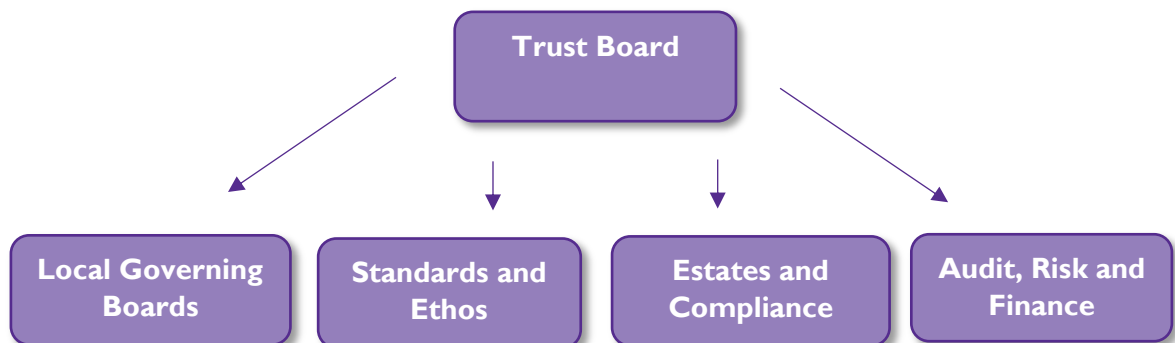 Trust Board
Local Governing
Boards
Standards and
Ethos
Estates and
Compliance
Audit, Risk and
Finance